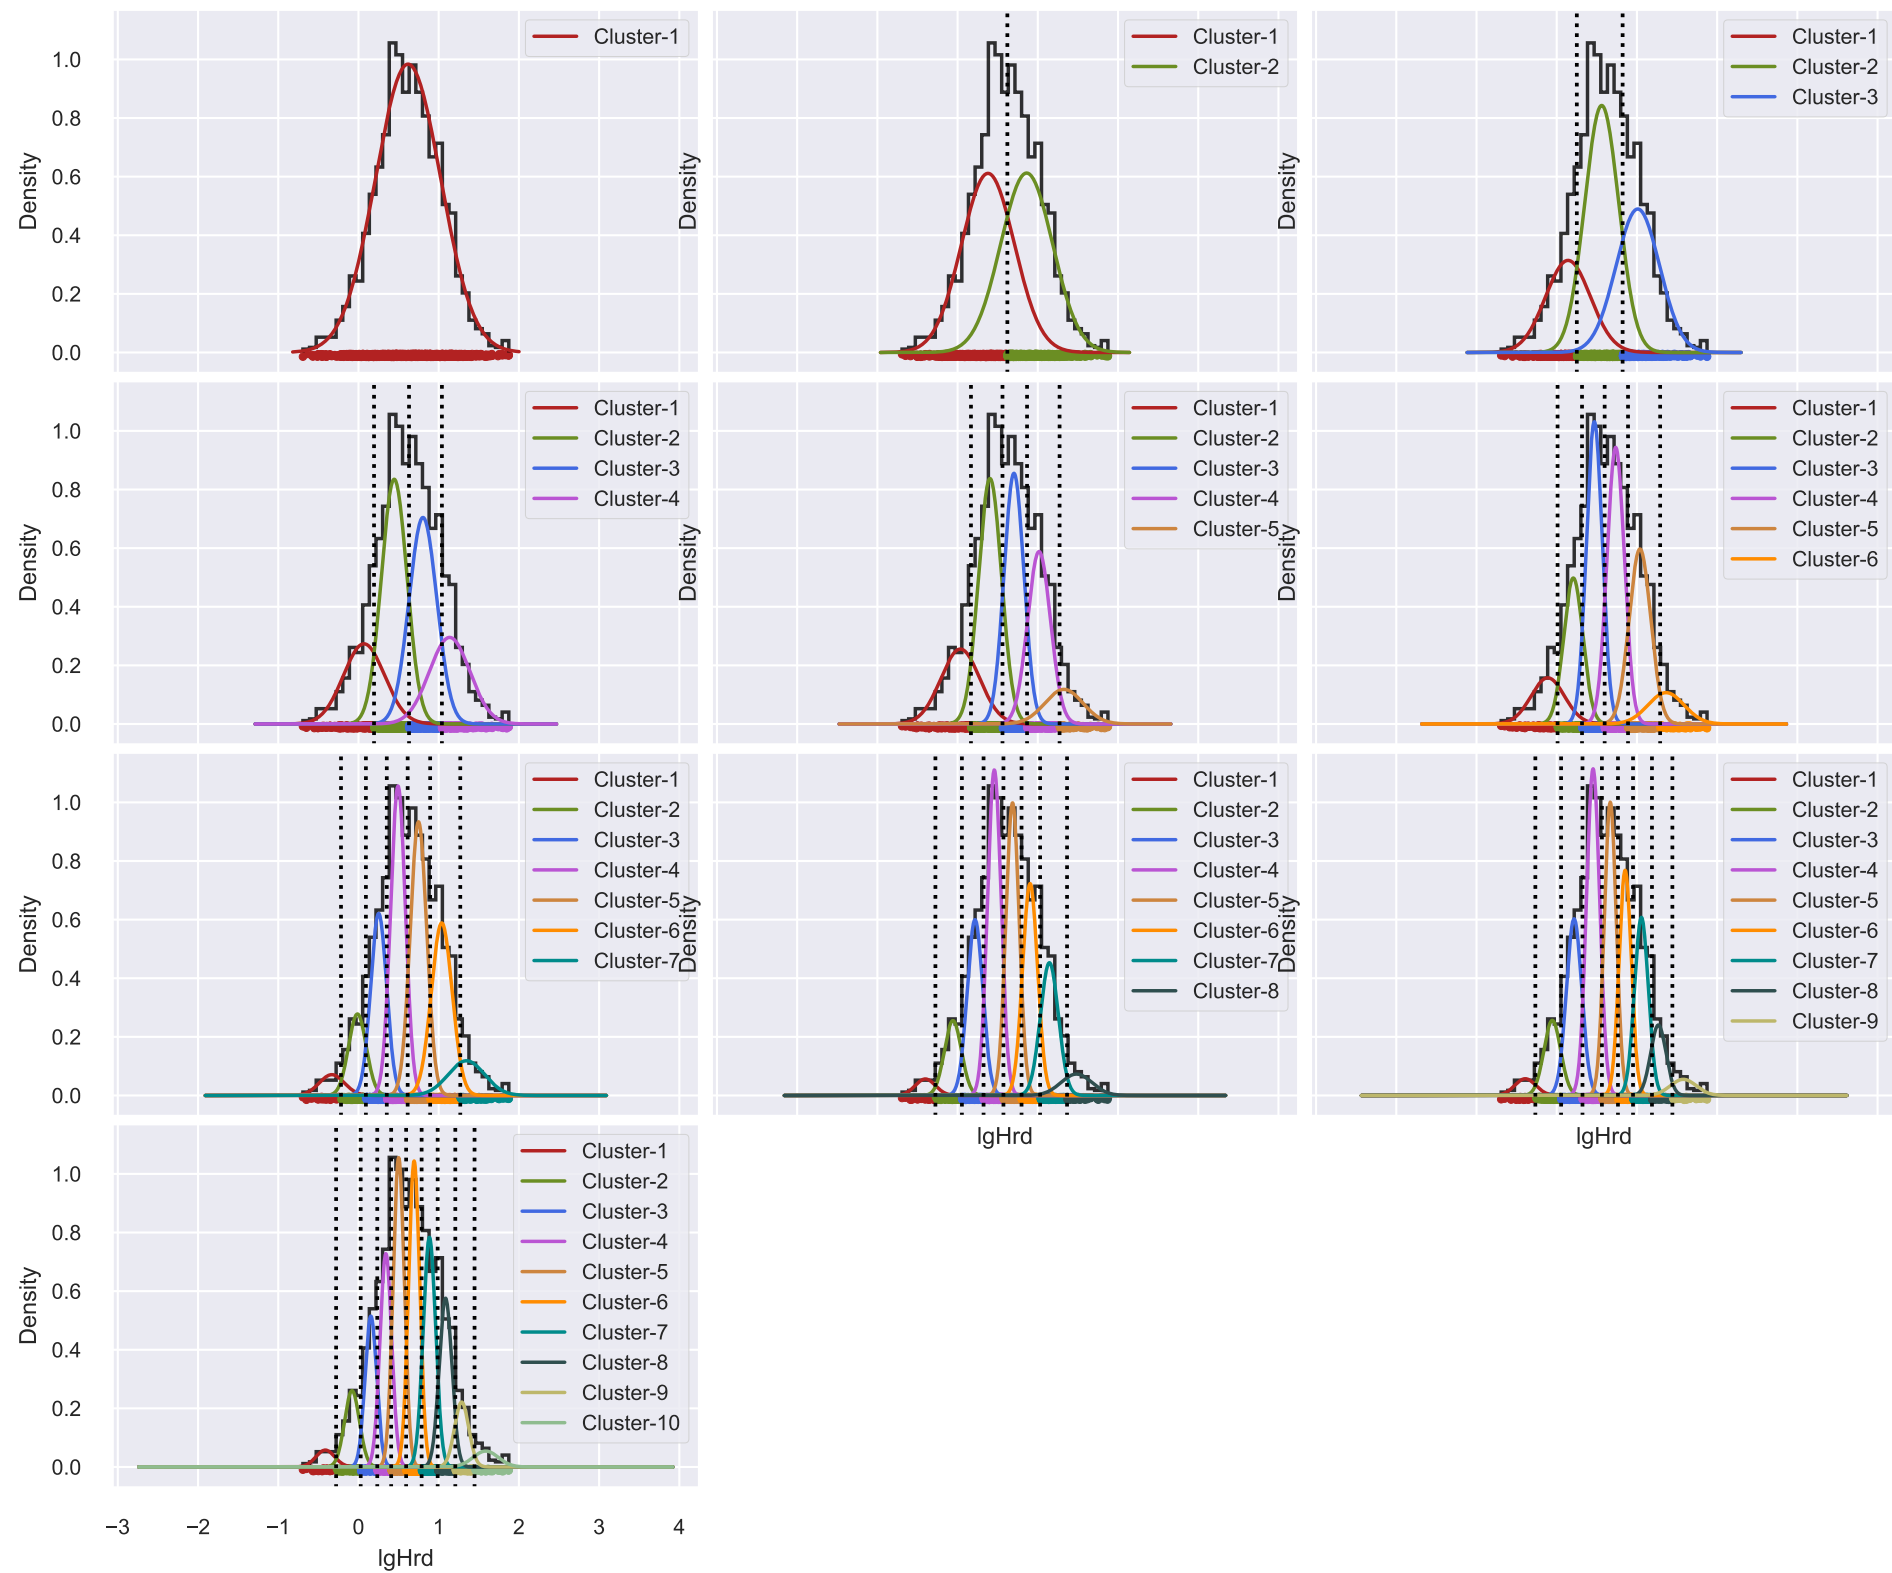 Cluster-1
1.0
0.8
0.6
0.4
0.2
0.0
Density
Cluster-1
Cluster-2
Density
Cluster-1
Cluster-2
Cluster-3
Density
Cluster-1
Cluster-2
Cluster-3
Cluster-4
1.0
0.8
0.6
0.4
0.2
0.0
Density
Cluster-1
Cluster-2
Cluster-3
Cluster-4
Cluster-5
Density
Cluster-1
Cluster-2
Cluster-3
Cluster-4
Cluster-5
Cluster-6
Density
Cluster-1
Cluster-2
Cluster-3
Cluster-4
Cluster-5
Cluster-6
Cluster-7
1.0
0.8
0.6
0.4
0.2
0.0
Density
Cluster-1
Cluster-2
Cluster-3
Cluster-4
Cluster-5
Cluster-6
Cluster-7
Cluster-8
Density
lgHrd
Cluster-1
Cluster-2
Cluster-3
Cluster-4
Cluster-5
Cluster-6
Cluster-7
Cluster-8
Cluster-9
Density
lgHrd
Cluster-1
Cluster-2
Cluster-3
Cluster-4
Cluster-5
Cluster-6
Cluster-7
Cluster-8
Cluster-9
Cluster-10
1.0
0.8
0.6
0.4
0.2
0.0
Density
−3 −2 −1 0 1 2 3 4
lgHrd